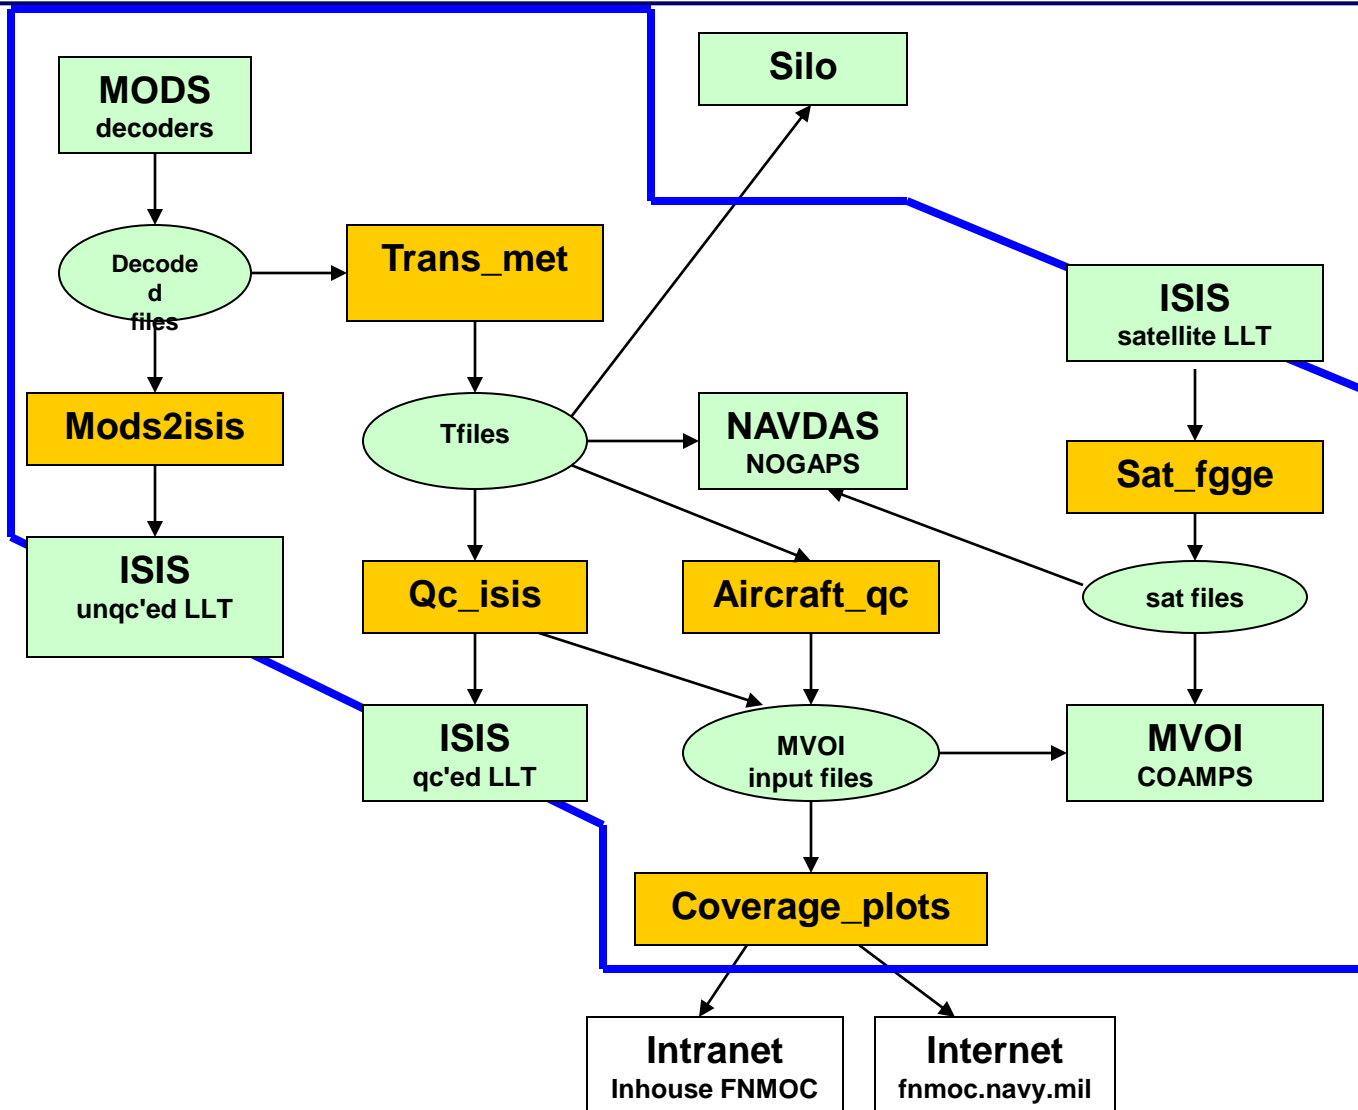 MODS
decoders
Silo
Decode
d
files
Trans_met
ISIS
satellite LLT
Mods2isis
Tfiles
NAVDAS
NOGAPS
Sat_fgge
ISIS
unqc'ed LLT
Qc_isis
Aircraft_qc
sat files
ISIS
qc'ed LLT
MVOI
input files
MVOI
COAMPS
Coverage_plots
Intranet
Inhouse FNMOC
Internet
fnmoc.navy.mil